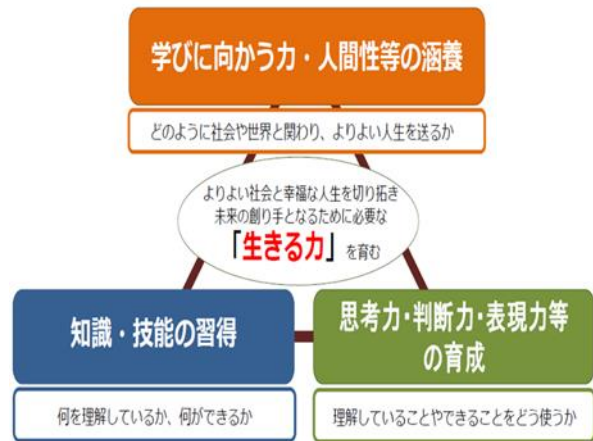 学びに向かう力・人間性等の涵養
どのように社会や世界と関わり、よりよい人生を送るか
よりよい社会と幸福な人生を切り拓き
未来の創り手となるために必要な
「生きる力」を育む
知識・技能の習得
何を理解しているか、何ができるか
思考力・判断力・表現力等
の育成
理解していることやできることをどう使うか